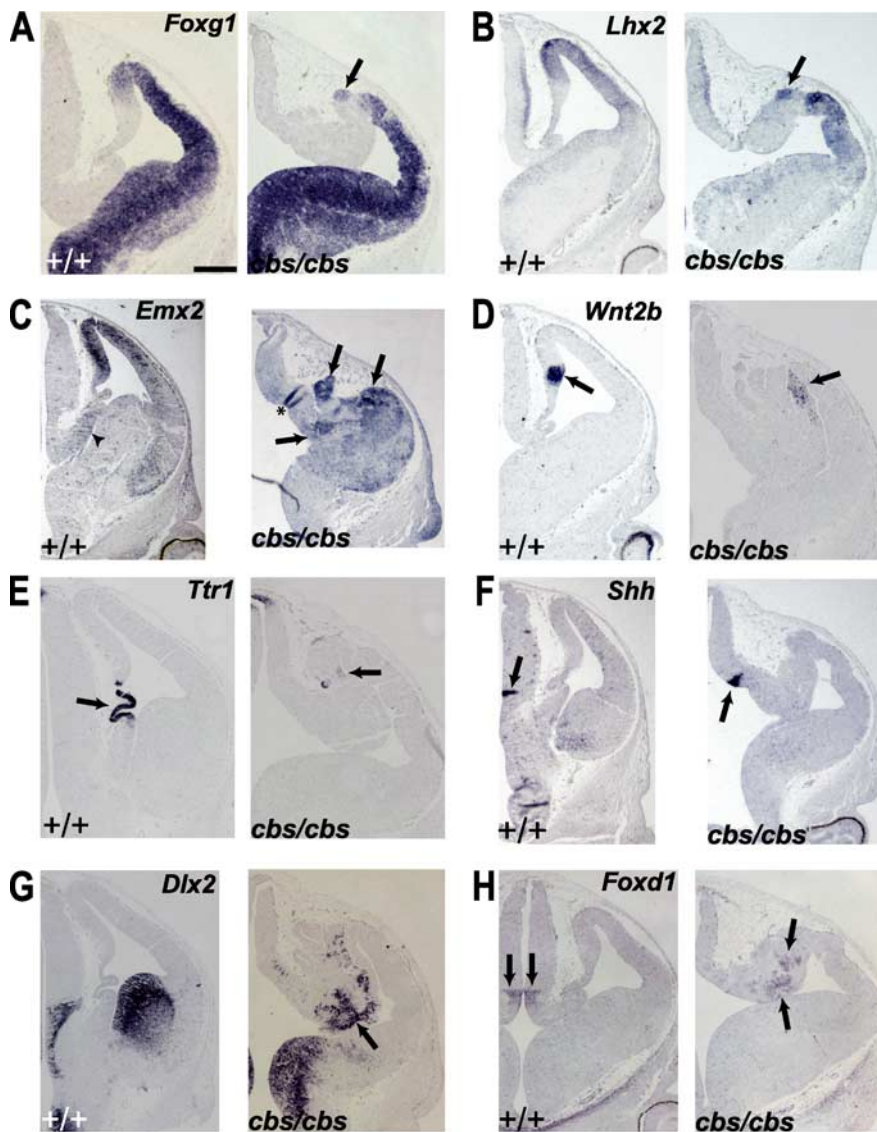 A Foxg1
+/+ cbs/cbs
B Lhx2
+/+ cbs/cbs
C Emx2
*
+/+ cbs/cbs
D Wnt2b
+/+ cbs/cbs
E Ttr1
+/+ cbs/cbs
F Shh
+/+ cbs/cbs
G Dlx2
+/+ cbs/cbs
H Foxd1
+/+ cbs/cbs